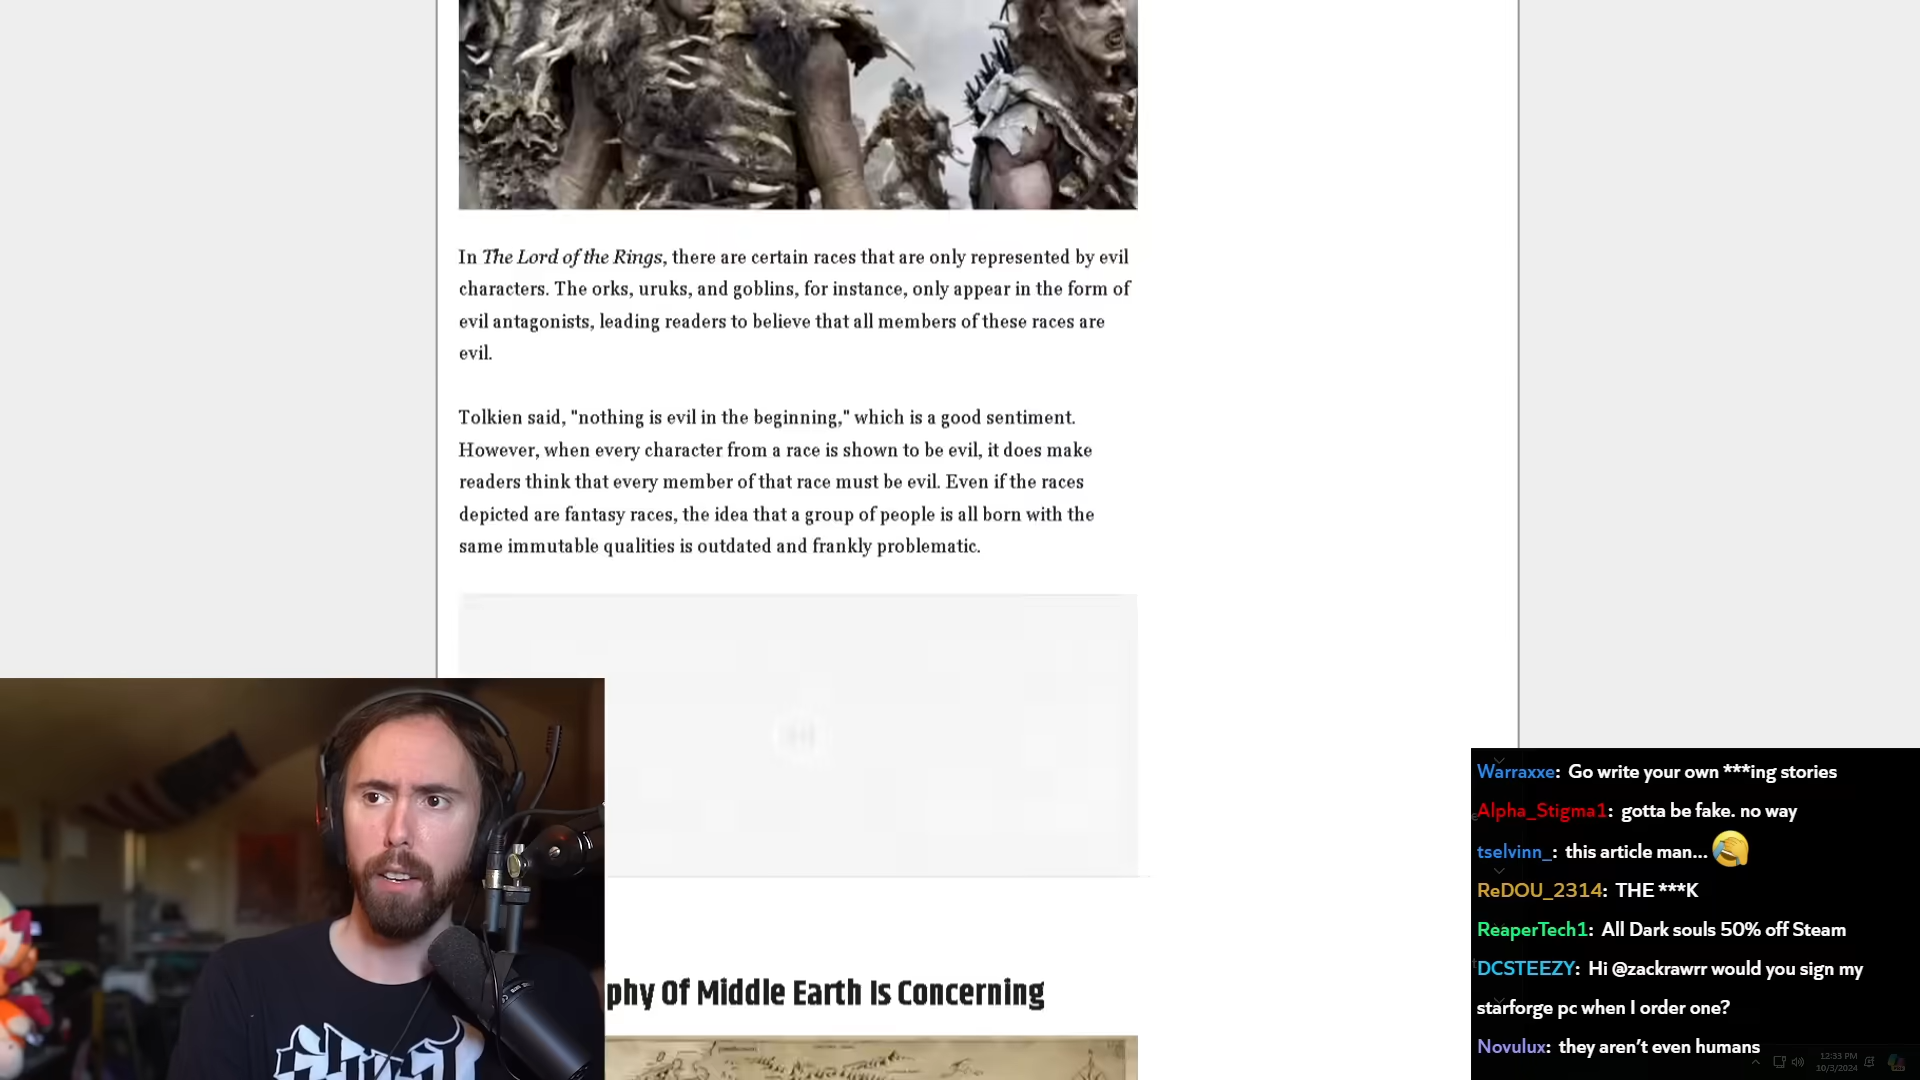 In The Lord of the Rings, there are certain races that are only represented by evil
characters. The orks, uruks, and goblins, for instance, only appear in the form of
evil antagonists, leading readers to believe that all members of these races are
evil.
Tolkien said, "nothing is evil in the beginning," which is a good sentiment.
However, when every character from a race is shown to be evil, it does make
readers think that every member of that race must be evil. Even if the races
depicted are fantasy races, the idea that a group of people is all born with the
same immutable qualities is outdated and frankly problematic.
phy Of Middle Earth Is Concerning
Warraxxe: Go write your own ***ing stories
Alpha_Stigma1: gotta be fake. no way
tselvinn_: this article man...
ReDOU_2314: THE ***K
ReaperTech1: All Dark souls 50% off Steam
DCSTEEZY: Hi @zackrawrr would you sign my
starforge pc when I order one?
Novulux: they aren't even humans
12:33 PM
10/3/2024